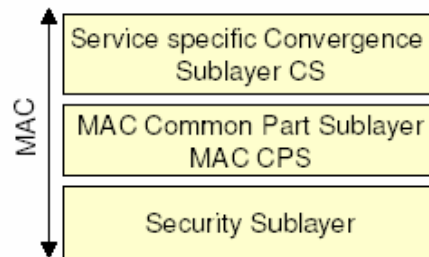 MAC
Service specific Convergence
Sublayer CS
MAC Common Part Sublayer
MAC CPS
Security Sublayer